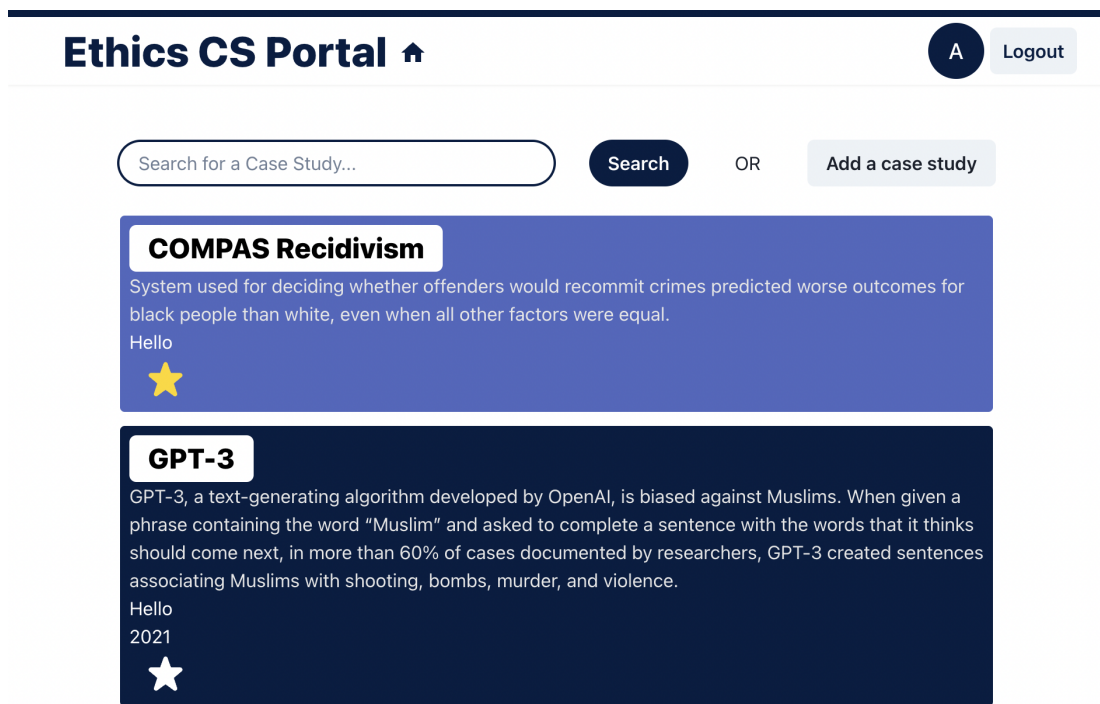 Ethics CS Portal
A
Logout
Search for a Case Study...
Search
OR
Add a case study
COMPAS Recidivism
System used for deciding whether offenders would recommit crimes predicted worse outcomes for
black people than white, even when all other factors were equal.
Hello
GPT-3
GPT-3, a text-generating algorithm developed by OpenAI, is biased against Muslims. When given a
phrase containing the word “Muslim” and asked to complete a sentence with the words that it thinks
should come next, in more than 60% of cases documented by researchers, GPT-3 created sentences
associating Muslims with shooting, bombs, murder, and violence.
Hello
2021